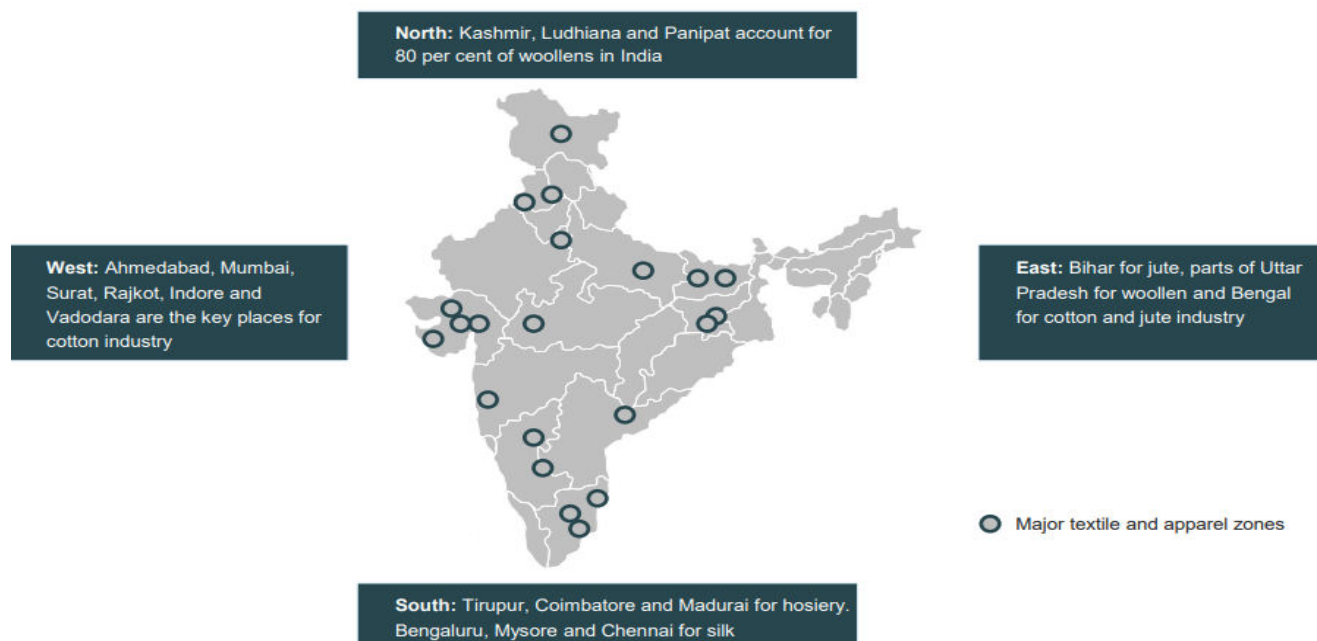 North: Kashmir, Ludhiana and Panipat account for
80 per cent of woollens in India
West: Ahmedabad, Mumbai,
Surat, Rajkot, Indore and
Vadodara are the key places for
cotton industry
East: Bihar for jute, parts of Uttar
Pradesh for woollen and Bengal
for cotton and jute industry
Major textile and apparel zones
South: Tirupur, Coimbatore and Madurai for hosiery.
Bengaluru, Mysore and Chennai for silk